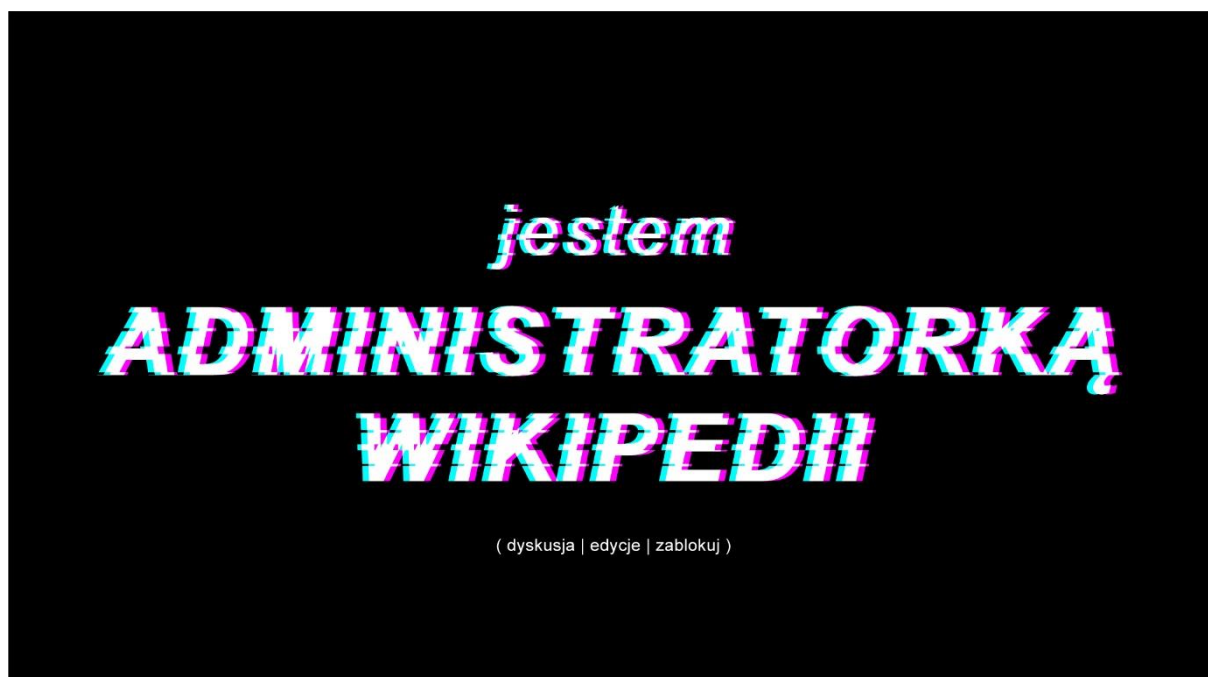 jestem
ADMINISTRATORKĄ
WIKIPEDII
( dyskusja | edycje | zablokuj )